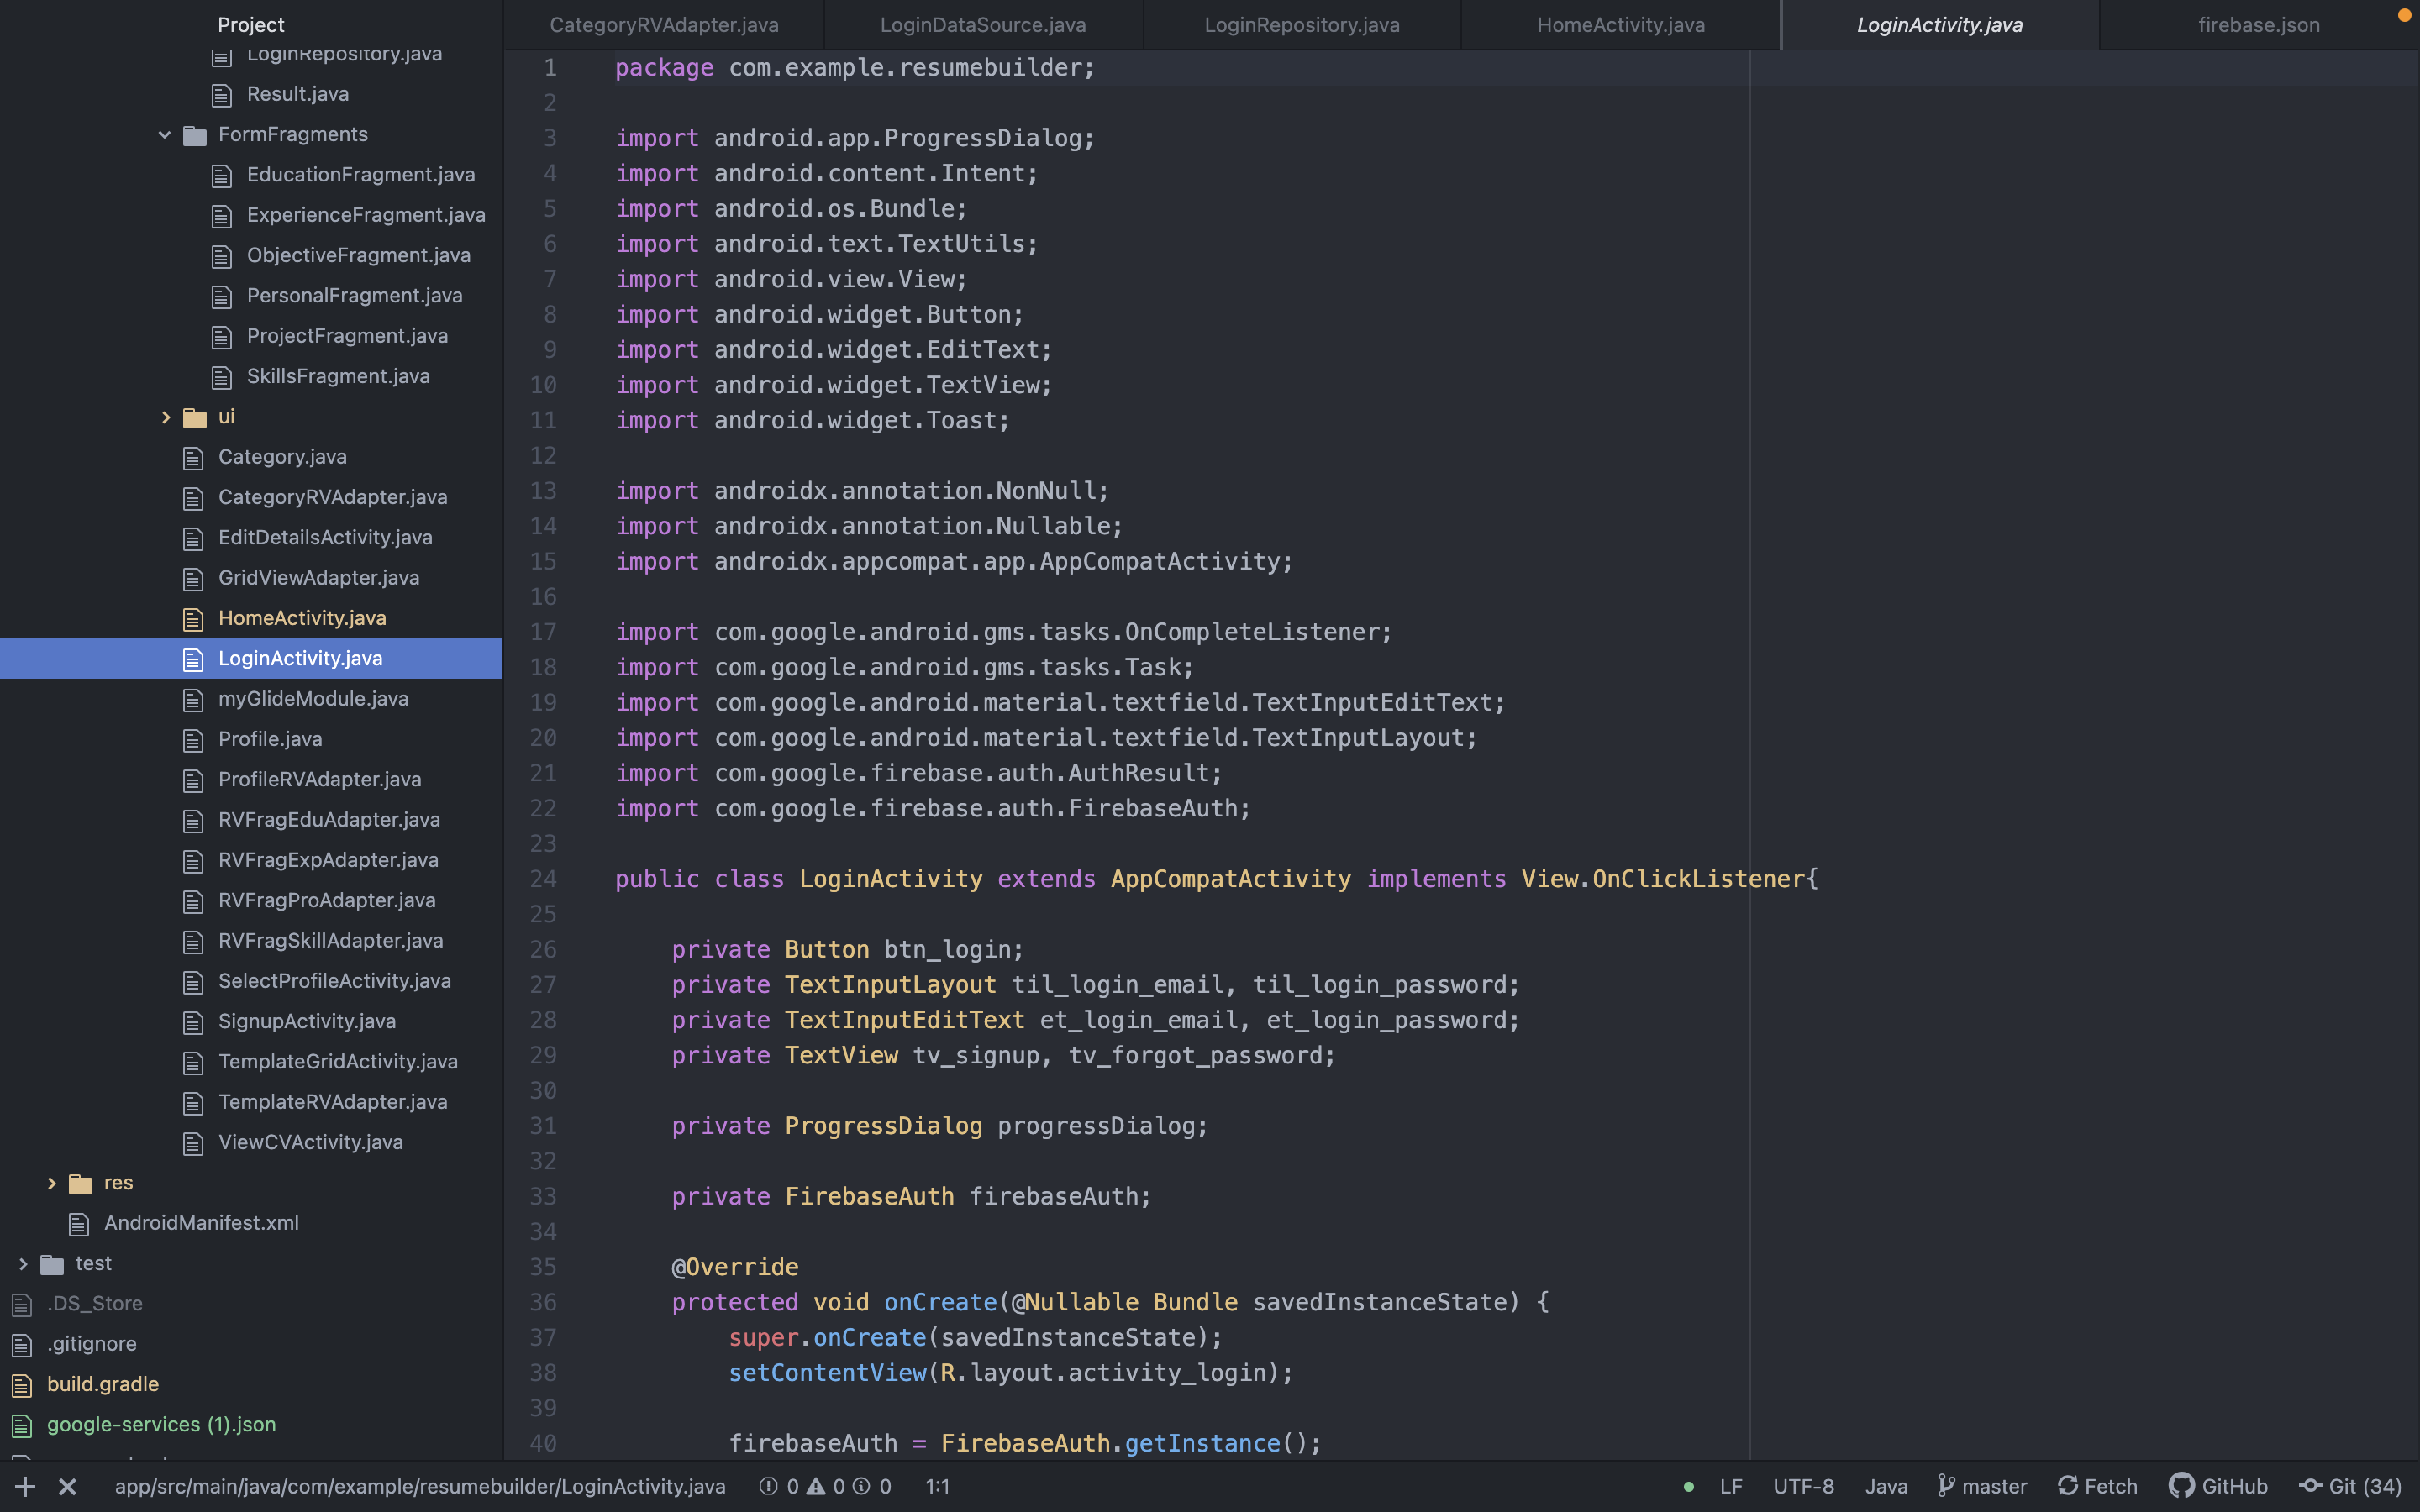 Project
LoginRepository.java
Result.java
FormFragments
EducationFragment.java
ExperienceFragment.java
ObjectiveFragment.java
PersonalFragment.java
ProjectFragment.java
SkillsFragment.java
ui
Category.java
CategoryRVAdapter.java
EditDetailsActivity.java
GridViewAdapter.java
HomeActivity.java
LoginActivity.java
myGlideModule.java
Profile.java
ProfileRVAdapter.java
RVFragEduAdapter.java
RVFragExpAdapter.java
RVFragProAdapter.java
RVFragSkillAdapter.java
SelectProfileActivity.java
SignupActivity.java
TemplateGridActivity.java
TemplateRVAdapter.java
ViewCVActivity.java
res
AndroidManifest.xml
test
.DS_Store
.gitignore
build.gradle
google-services (1).json
CategoryRVAdapter.java LoginDataSource.java LoginRepository.java HomeActivity.java LoginActivity.java firebase.json
1 package com.example.resumebuilder;
2
3 import android.app.ProgressDialog;
4 import android.content.Intent;
5 import android.os.Bundle;
6 import android.text.TextUtils;
7 import android.view.View;
8 import android.widget.Button;
9 import android.widget.EditText;
10 import android.widget.TextView;
11 import android.widget.Toast;
12
13 import androidx.annotation.NonNull;
14 import androidx.annotation.Nullable;
15 import androidx.appcompat.app.AppCompatActivity;
16
17 import com.google.android.gms.tasks.OnCompleteListener;
18 import com.google.android.gms.tasks.Task;
19 import com.google.android.material.textfield.TextInputEditText;
20 import com.google.android.material.textfield.TextInputLayout;
21 import com.google.firebase.auth.AuthResult;
22 import com.google.firebase.auth.FirebaseAuth;
23
24 public class LoginActivity extends AppCompatActivity implements View.OnClickListener{
25
26 private Button btn_login;
27 private TextInputLayout til_login_email, til_login_password;
28 private TextInputEditText et_login_email, et_login_password;
29 private TextView tv_signup, tv_forgot_password;
30
31 private ProgressDialog progressDialog;
32
33 private FirebaseAuth firebaseAuth;
34
35 @Override
36 protected void onCreate(@Nullable Bundle savedInstanceState) {
37 super.onCreate(savedInstanceState);
38 setContentView(R.layout.activity_login);
39
40 firebaseAuth = FirebaseAuth.getInstance();
app/src/main/java/com/example/resumebuilder/LoginActivity.java 0 0 0 1:1 LF UTF-8 Java master Fetch GitHub Git (34)